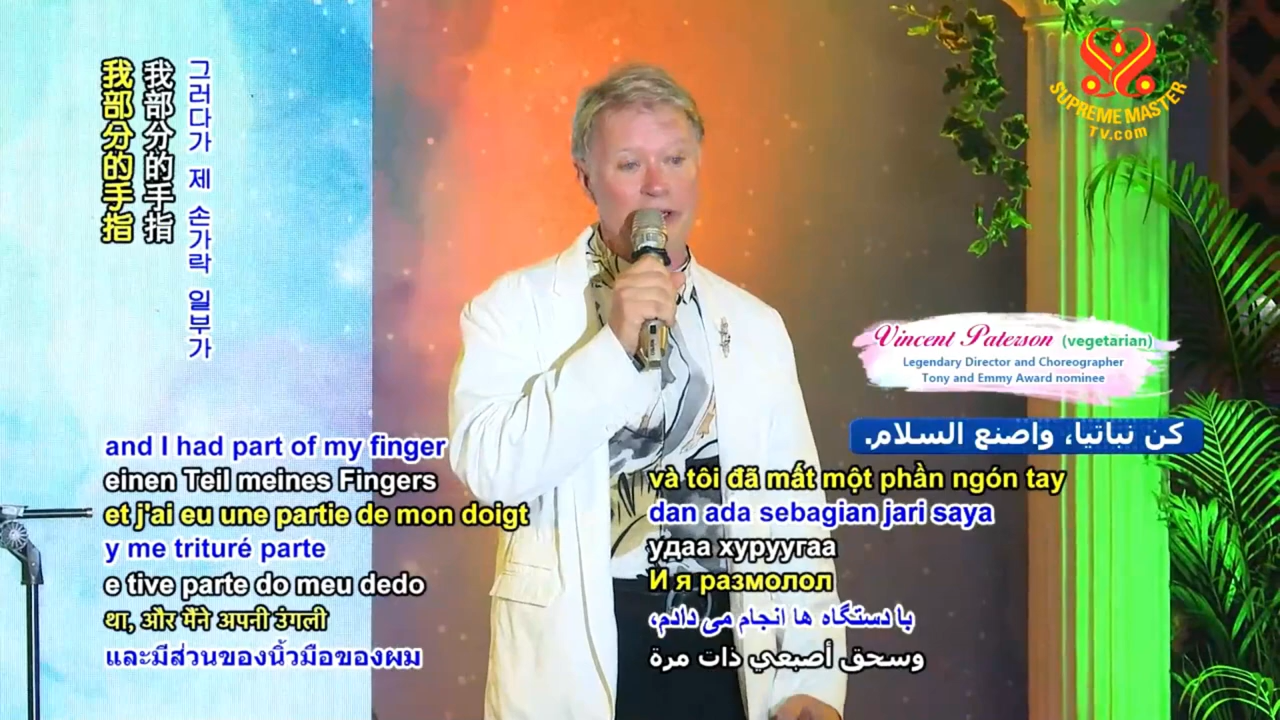 我部分的手指
我部分的手指
그러다가 제 손가락 일부가
SUPREME MASTER
TV.com
Vincent Paterson (vegetarian)
Legendary Director and Choreographer
Tony and Emmy Award nominee
كن نباتيا، واصنع السلام.
and I had part of my finger
einen Teil meines Fingers
et j'ai eu une partie de mon doigt
y me trituré parte
e tive parte do meu dedo
था, और मैंने अपनी उंगली
และมีส่วนของนิ้วมือของผม
và tôi đã mất một phần ngón tay
dan ada sebagian jari saya
удаа хуруугаа
И я размолол
با دستگاه ها انجام می دادم،
وسحق أصبعي ذات مرة